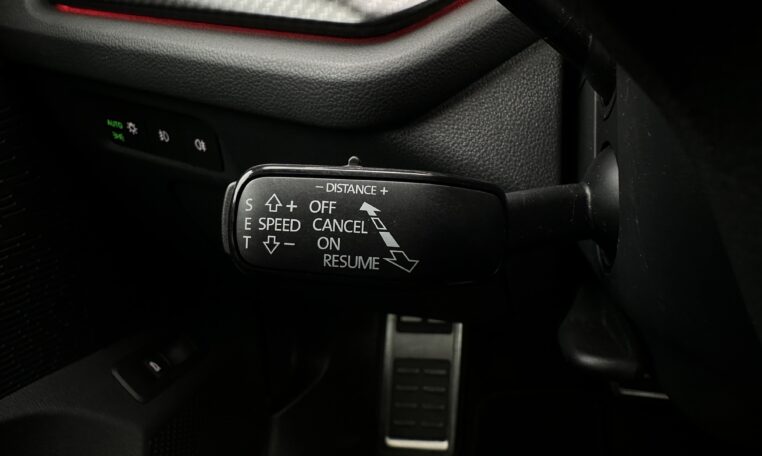 AUTO
− DISTANCE +
S + OFF
E SPEED CANCEL
T − ON
RESUME